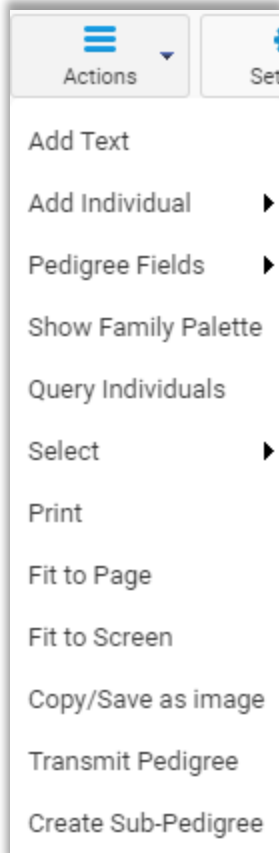 Actions
Add Text
Add Individual
Pedigree Fields
Show Family Palette
Query Individuals
Select
Print
Fit to Page
Fit to Screen
Copy/Save as image
Transmit Pedigree
Create Sub-Pedigree